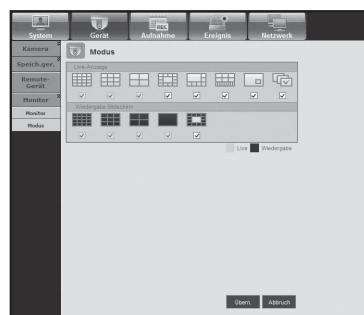 REC
System Gerät Aufnahme Ereignis Netzwerk
Kamera
Modus
Speich.ger.
Live-Anzeige
Remote-
Gerät
Monitor
Wiedergabe Bildschirm
Monitor
Modus
Live Wiedergabe
Übern. Abbruch